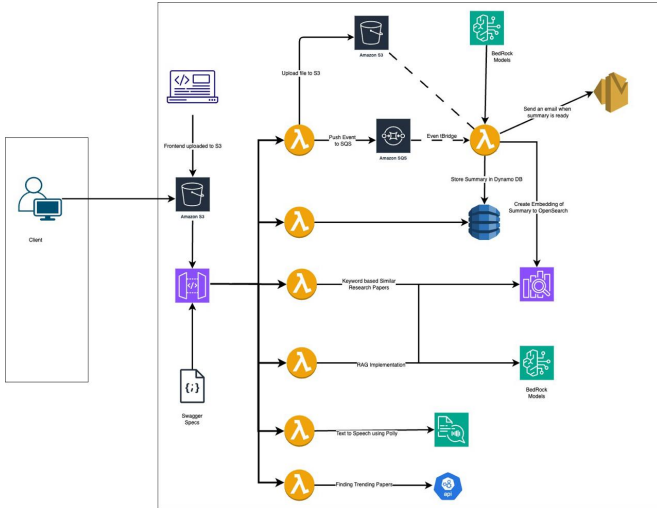 Amazon S3
BedRock
Models
Upload file to S3
Send an email when
summary is ready
Push Event
to SQS
Even tBridge
Amazon SQS
Frontend uploaded to S3
Store Summary in Dynamo DB
Amazon S3
Client
Create Embedding of
Summary to OpenSearch
Keyword based Similar
Research Papers
RAG Implementation
BedRock
Models
{;}
Swagger
Specs
Text to Speech using Polly
Finding Trending Papers
api